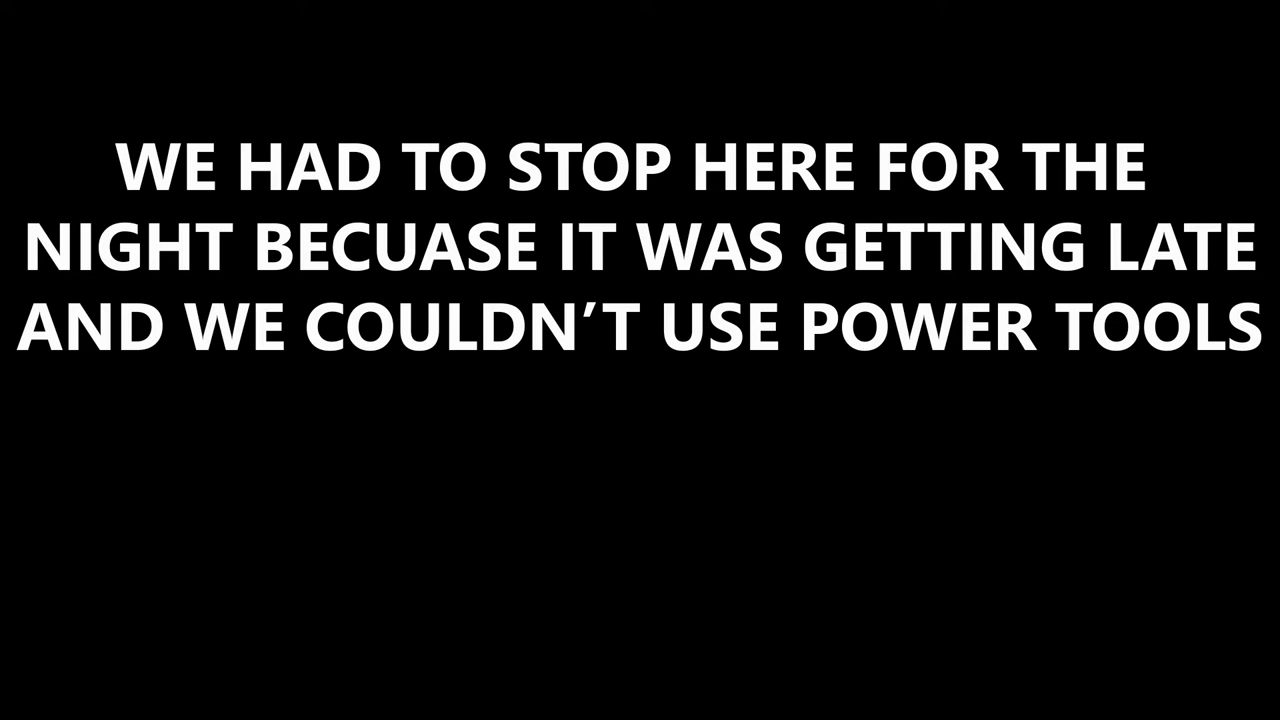 WE HAD TO STOP HERE FOR THE
NIGHT BECUASE IT WAS GETTING LATE
AND WE COULDN’T USE POWER TOOLS